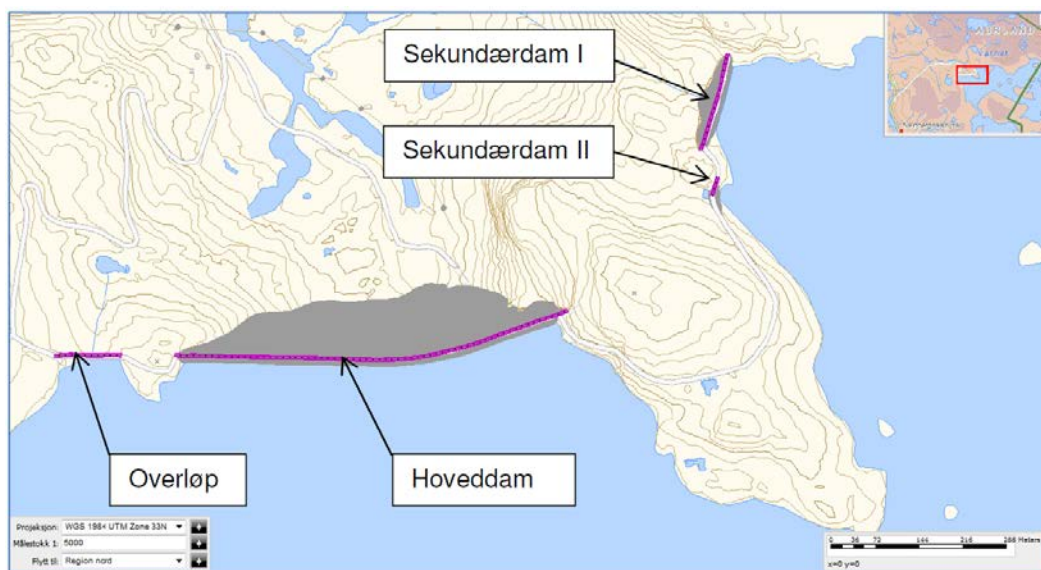 Sekundærdam I
Sekundærdam II
Overløp
Hoveddam
Projeksjon: WGS 1984 UTM Zone 33N
Målestokk 1: 5000
Flytt til: Region nord
0 36 72 144 216 288 Meters
x=0 y=0